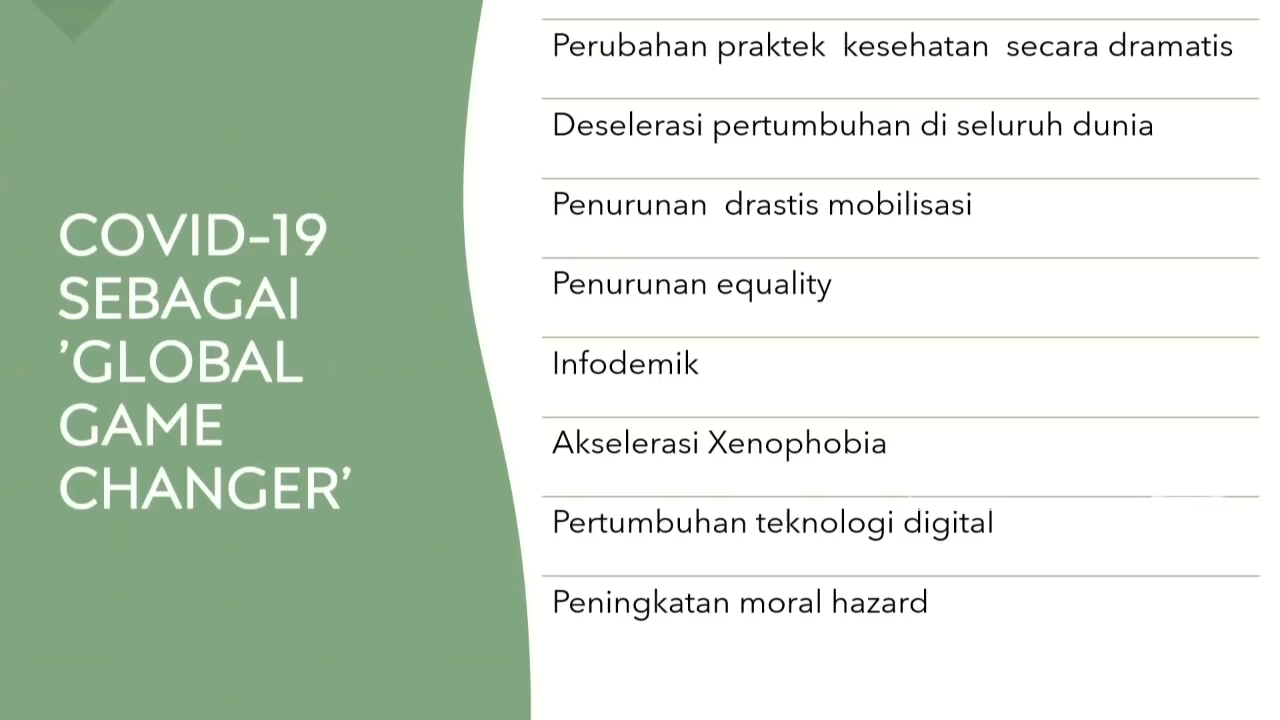 COVID-19
SEBAGAI
’GLOBAL
GAME
CHANGER’
Perubahan praktek kesehatan secara dramatis
Deselerasi pertumbuhan di seluruh dunia
Penurunan drastis mobilisasi
Penurunan equality
Infodemik
Akselerasi Xenophobia
Pertumbuhan teknologi digital
Peningkatan moral hazard